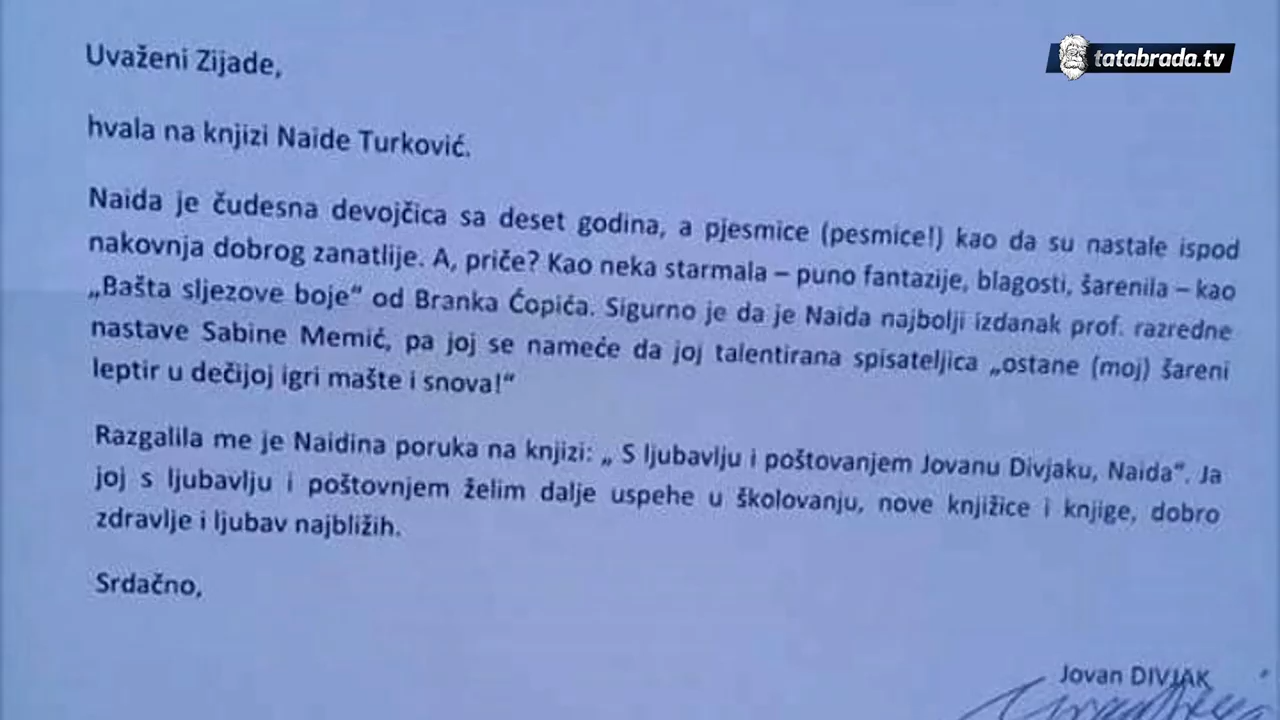 tatabrada.tv
Uvaženi Zijade,
hvala na knjizi Naide Turković.
Naida je čudesna devojčica sa deset godina, a pjesmice (pesmice!) kao da su nastale ispod
nakovnja dobrog zanatlije. A, priče? Kao neka starmala – puno fantazije, blagosti, šarenila – kao
„Bašta sljezove boje“ od Branka Ćopića. Sigurno je da je Naida najbolji izdanak prof. razredne
nastave Sabine Memić, pa joj se nameće da joj talentirana spisateljica „ostane (moj) šareni
leptir u dečijoj igri mašte i snova!“
Razgalila me je Naidina poruka na knjizi: „ S ljubavlju i poštovanjem Jovanu Divjaku, Naida“. Ja
joj s ljubavlju i poštovnjem želim dalje uspehe u školovanju, nove knjižice i knjige, dobro
zdravlje i ljubav najbližih.
Srdačno,
Jovan DIVJAK